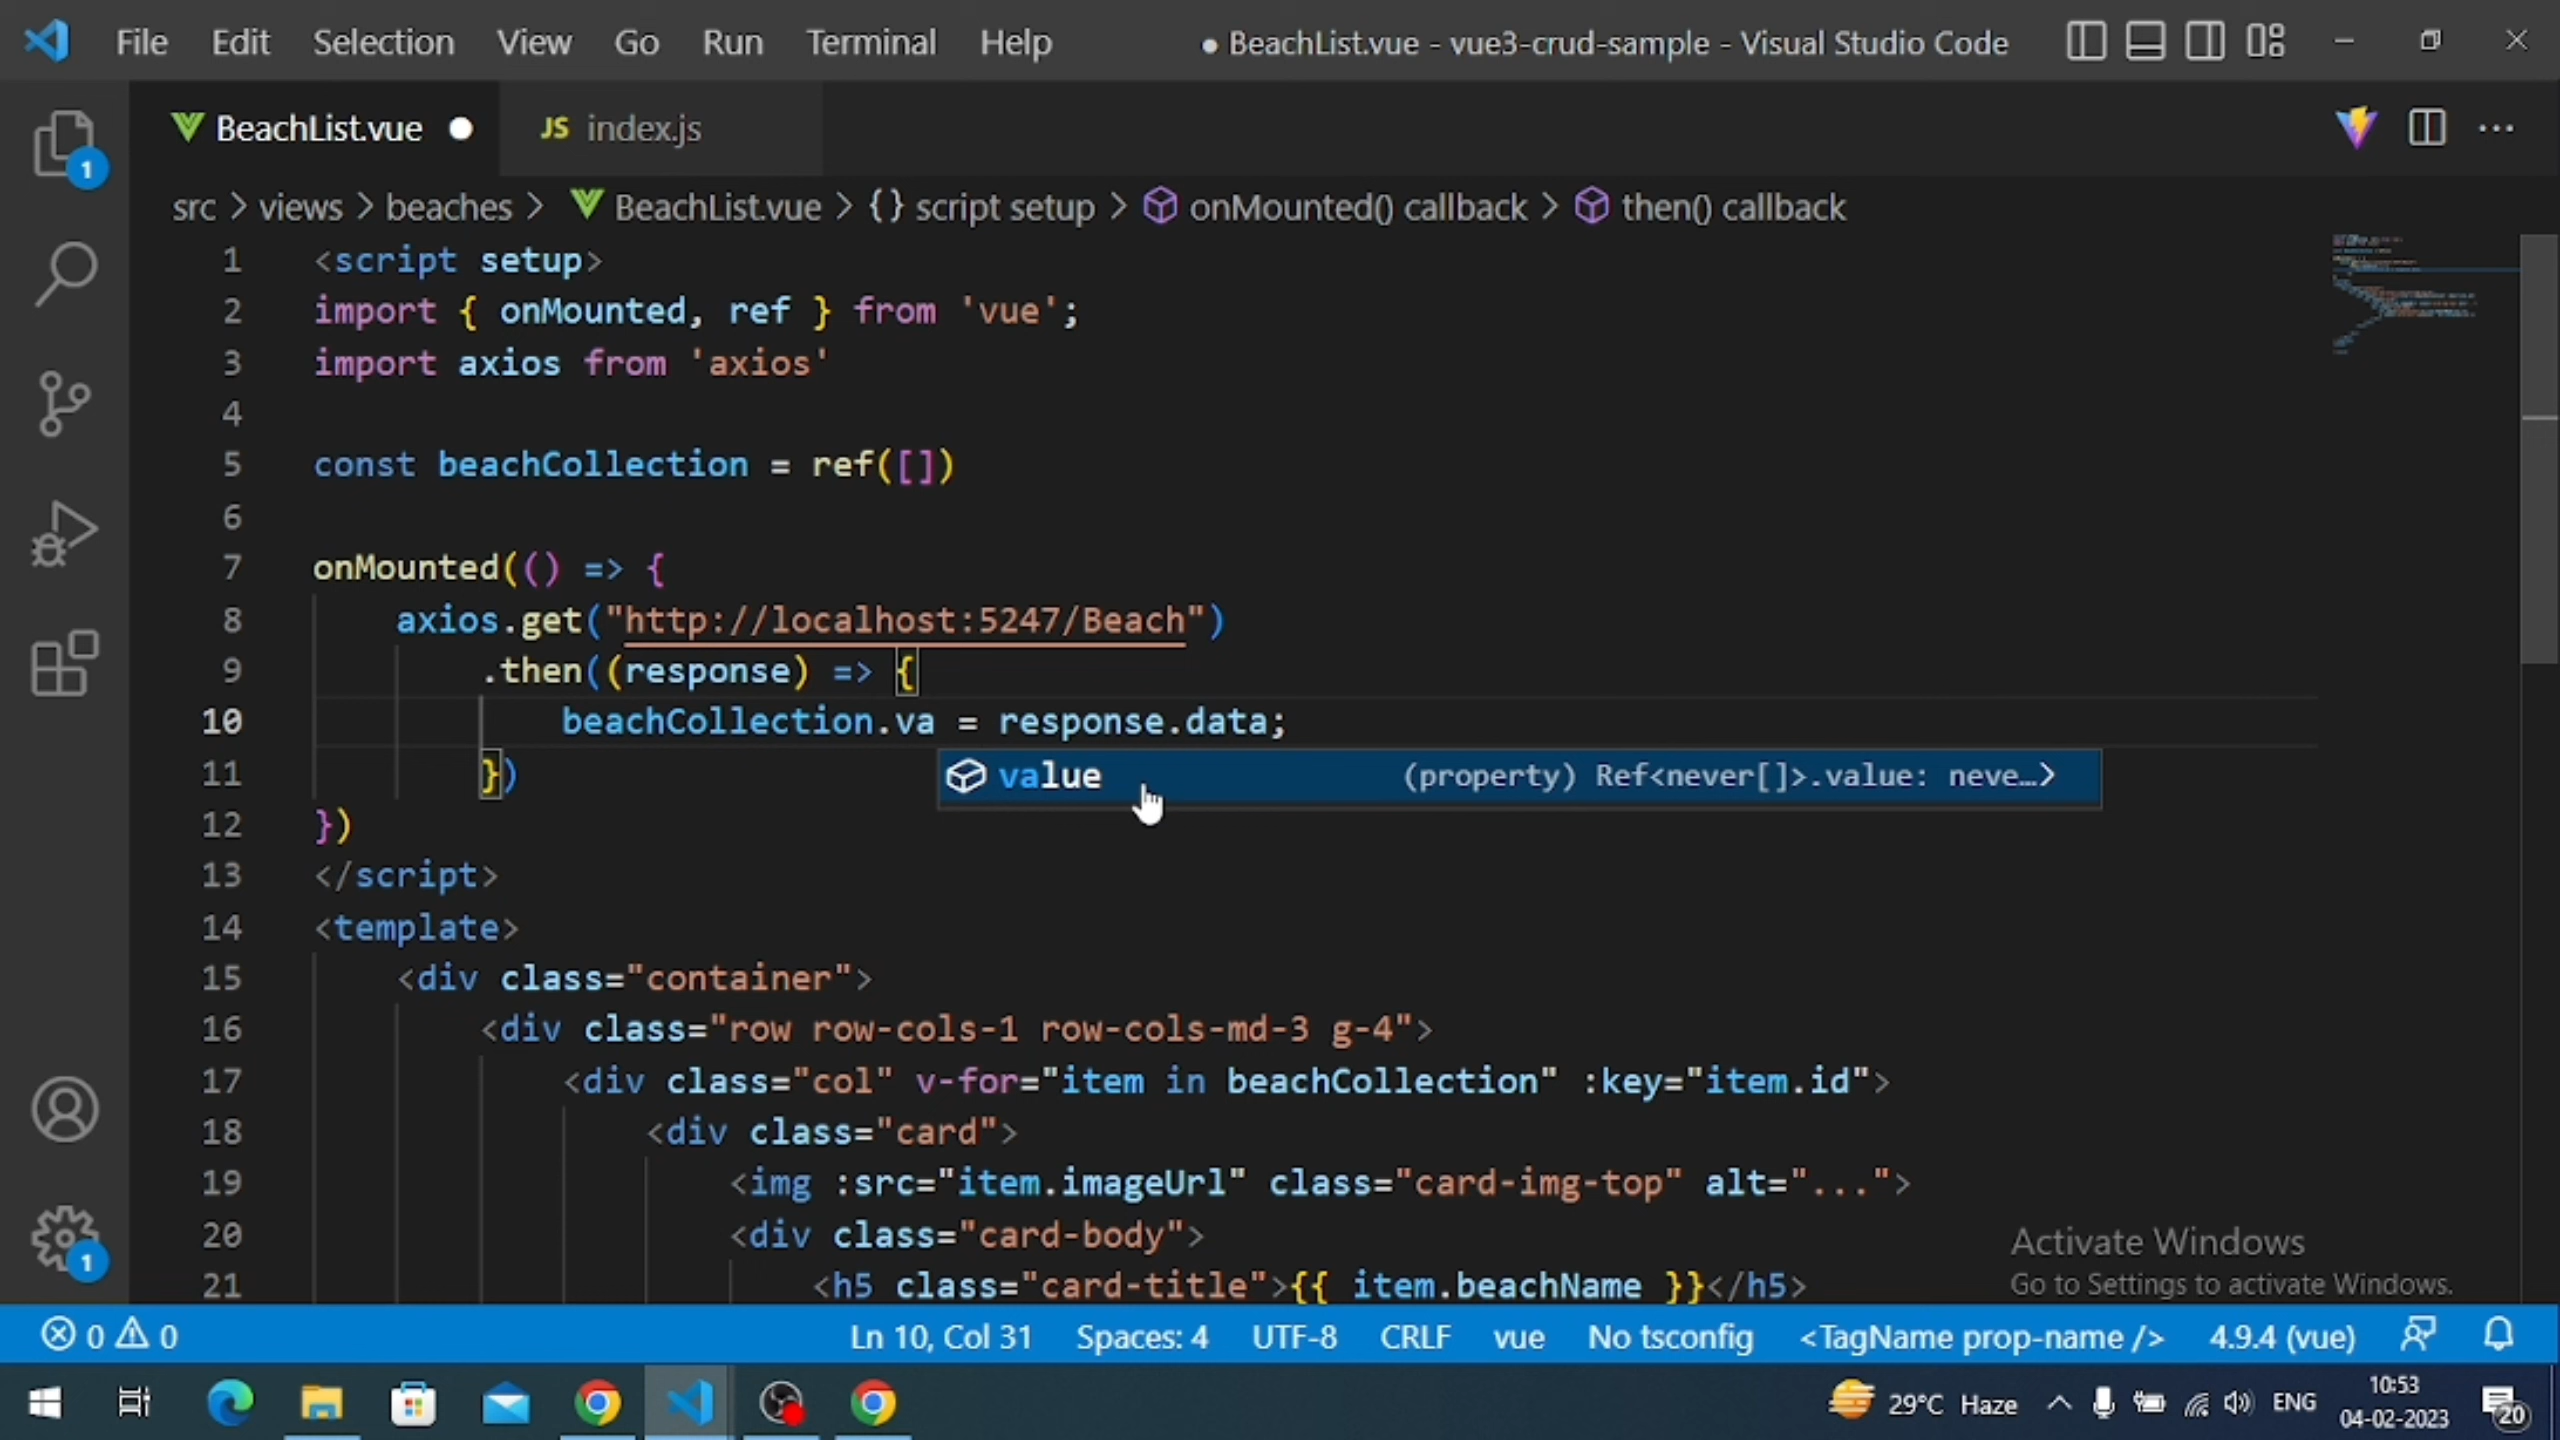 File Edit Selection View Go Run Terminal Help ● BeachList.vue - vue3-crud-sample - Visual Studio Code
BeachList.vue JS index.js ...
1
src > views > beaches > BeachList.vue > {} script setup > onMounted() callback > then() callback
1 <script setup>
2 import { onMounted, ref } from 'vue';
3 import axios from 'axios'
4
5 const beachCollection = ref([])
6
7 onMounted(() => {
8 axios.get("http://localhost:5247/Beach")
9 .then((response) => {
10 beachCollection.va = response.data;
11 })
value (property) Ref<never[]>.value: neve…>
12 })
13 </script>
14 <template>
15 <div class="container">
16 <div class="row row-cols-1 row-cols-md-3 g-4">
17 <div class="col" v-for="item in beachCollection" :key="item.id">
18 <div class="card">
19 <img :src="item.imageUrl" class="card-img-top" alt="...">
20 <div class="card-body">
21 <h5 class="card-title">{{ item.beachName }}</h5>
1
Activate Windows
Go to Settings to activate Windows.
0 0 Ln 10, Col 31 Spaces: 4 UTF-8 CRLF vue No tsconfig <TagName prop-name /> 4.9.4 (vue)
29°C Haze ENG 10:53
04-02-2023 20